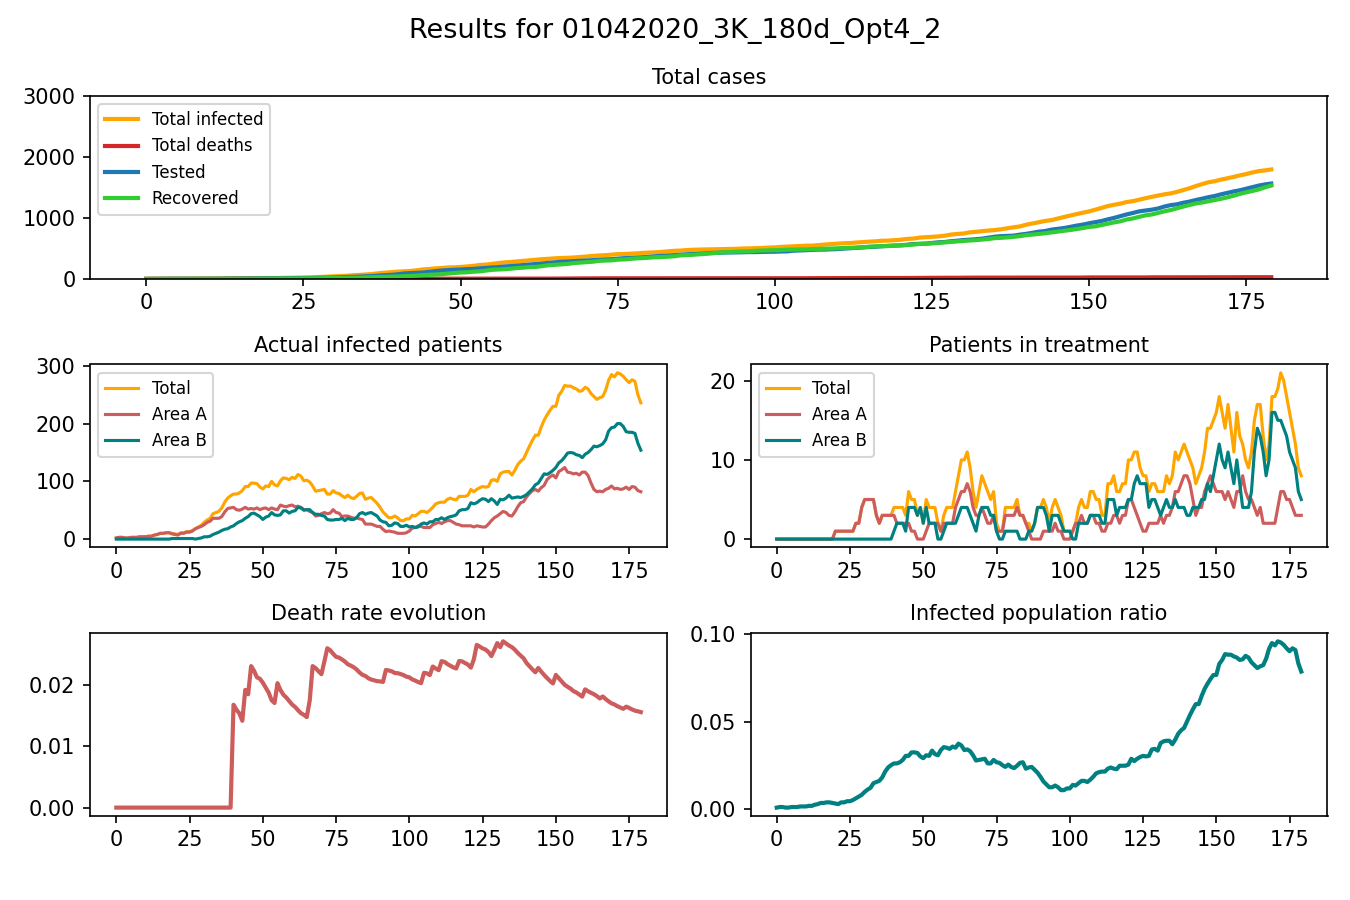 Results for 01042020_3K_180d_Opt4_2
Total cases
3000
2000
1000
0
Total infected
Total deaths
Tested
Recovered
0 25 50 75 100 125 150 175
Actual infected patients
300
200
100
0
Total
Area A
Area B
0 25 50 75 100 125 150 175
Patients in treatment
20
10
0
Total
Area A
Area B
0 25 50 75 100 125 150 175
Death rate evolution
0.02
0.01
0.00
0 25 50 75 100 125 150 175
Infected population ratio
0.10
0.05
0.00
0 25 50 75 100 125 150 175